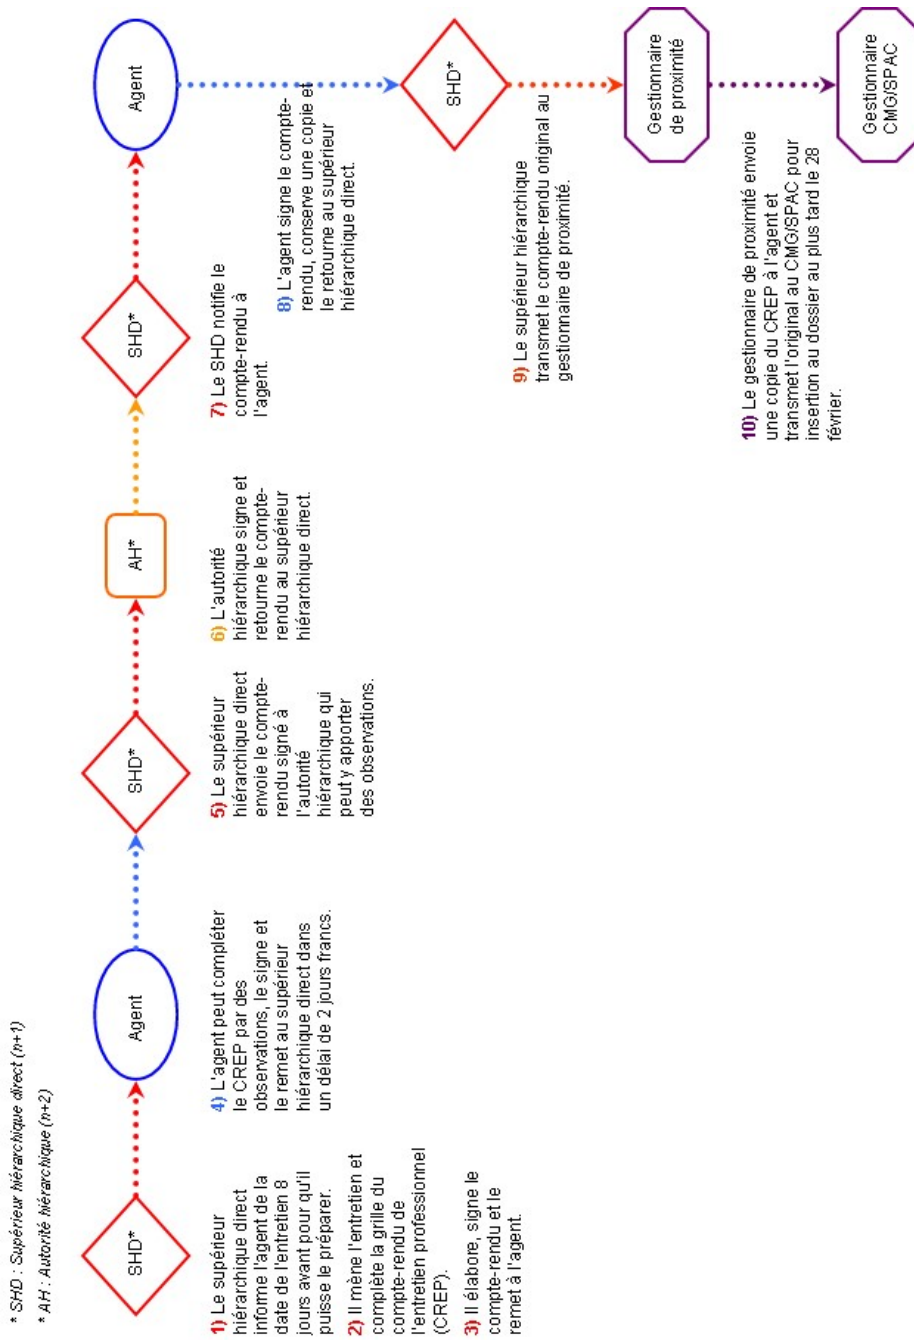 * SHD : Supérieur hiérarchique direct (n+1)
* AH : Autorité hiérarchique (n+2)
SHD*
Agent
SHD*
AH*
SHD*
Agent
1) Le supérieur
hiérarchique direct
informe l'agent de la
date de l'entretien 8
jours avant pour qu'il
puisse le préparer.
2) Il mène l'entretien et
complète la grille du
compte-rendu de
l'entretien professionnel
(CREP).
3) Il élabore, signe le
compte-rendu et le
remet à l'agent.
4) L'agent peut compléter
le CREP par des
observations, le signe et
le remet au supérieur
hiérarchique direct dans
un délai de 2 jours francs.
5) Le supérieur
hiérarchique direct
envoie le compte-
rendu signé à
l'autorité
hiérarchique qui
peut y apporter
des observations.
6) L'autorité
hiérarchique signe et
retourne le compte-
rendu au supérieur
hiérarchique direct.
7) Le SHD notifie le
compte-rendu à
l'agent.
8) L'agent signe le compte-
rendu, conserve une copie et
le retourne au supérieur
hiérarchique direct.
SHD*
9) Le supérieur hiérarchique
transmet le compte-rendu original au
gestionnaire de proximité.
Gestionnaire
de proximité
10) Le gestionnaire de proximité envoie
une copie du CREP à l'agent et
transmet l'original au CMG/SPAC pour
insertion au dossier au plus tard le 28
février.
Gestionnaire
CMG/SPAC